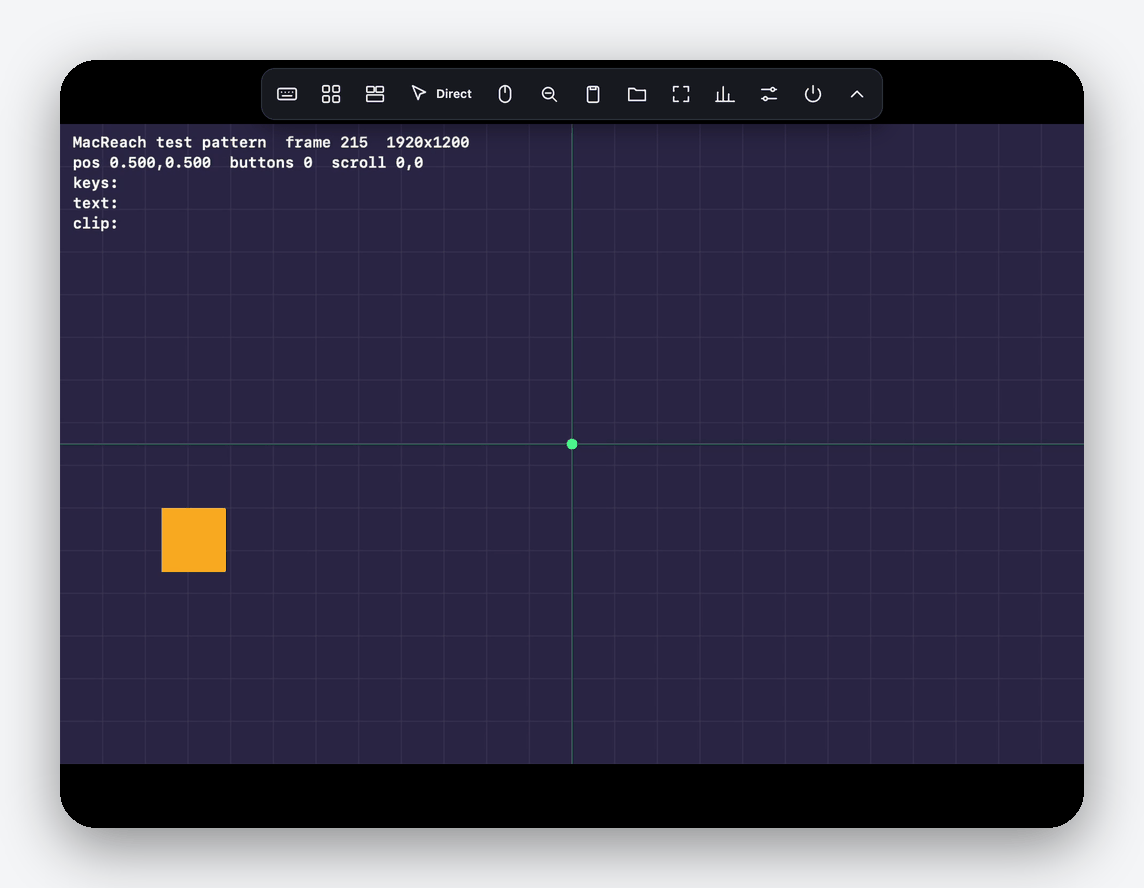 Direct
MacReach test pattern  frame 215  1920x1200
pos 0.500,0.500  buttons 0  scroll 0,0
keys:
text:
clip: